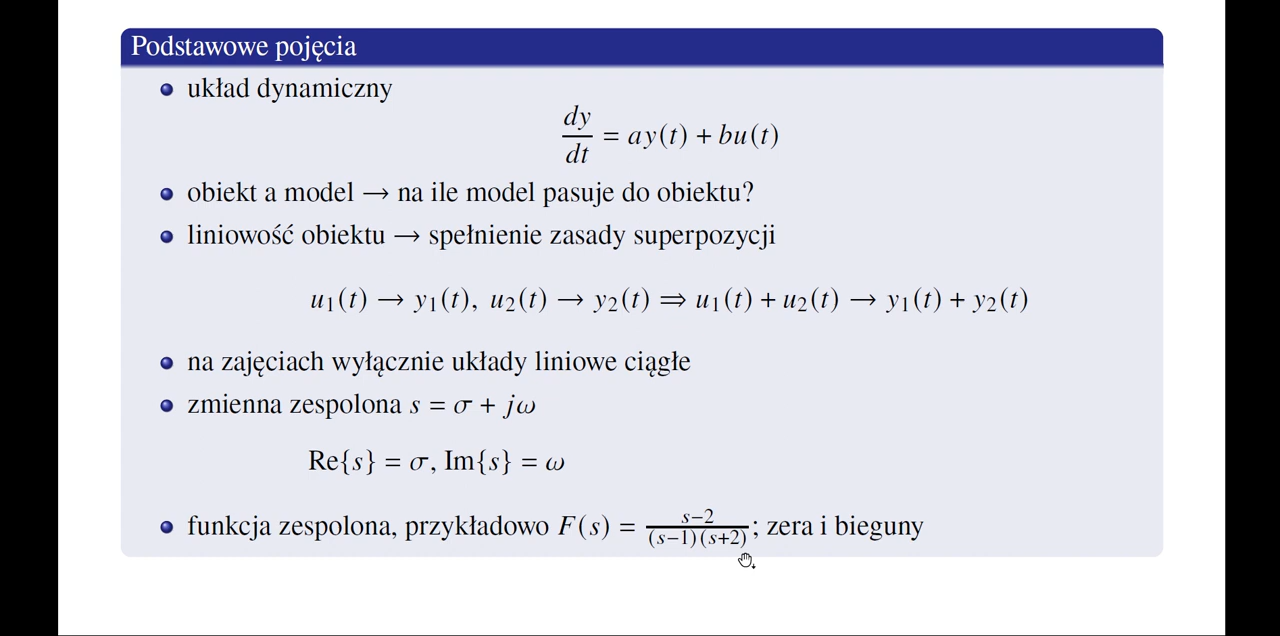 Podstawowe pojęcia
układ dynamiczny
dy/dt = ay(t) + bu(t)
obiekt a model → na ile model pasuje do obiektu?
liniowość obiektu → spełnienie zasady superpozycji
u₁(t) → y₁(t), u₂(t) → y₂(t) ⇒ u₁(t) + u₂(t) → y₁(t) + y₂(t)
na zajęciach wyłącznie układy liniowe ciągłe
zmienna zespolona s = σ + jω
Re{s} = σ, Im{s} = ω
funkcja zespolona, przykładowo F(s) = s−2/(s−1)(s+2); zera i bieguny